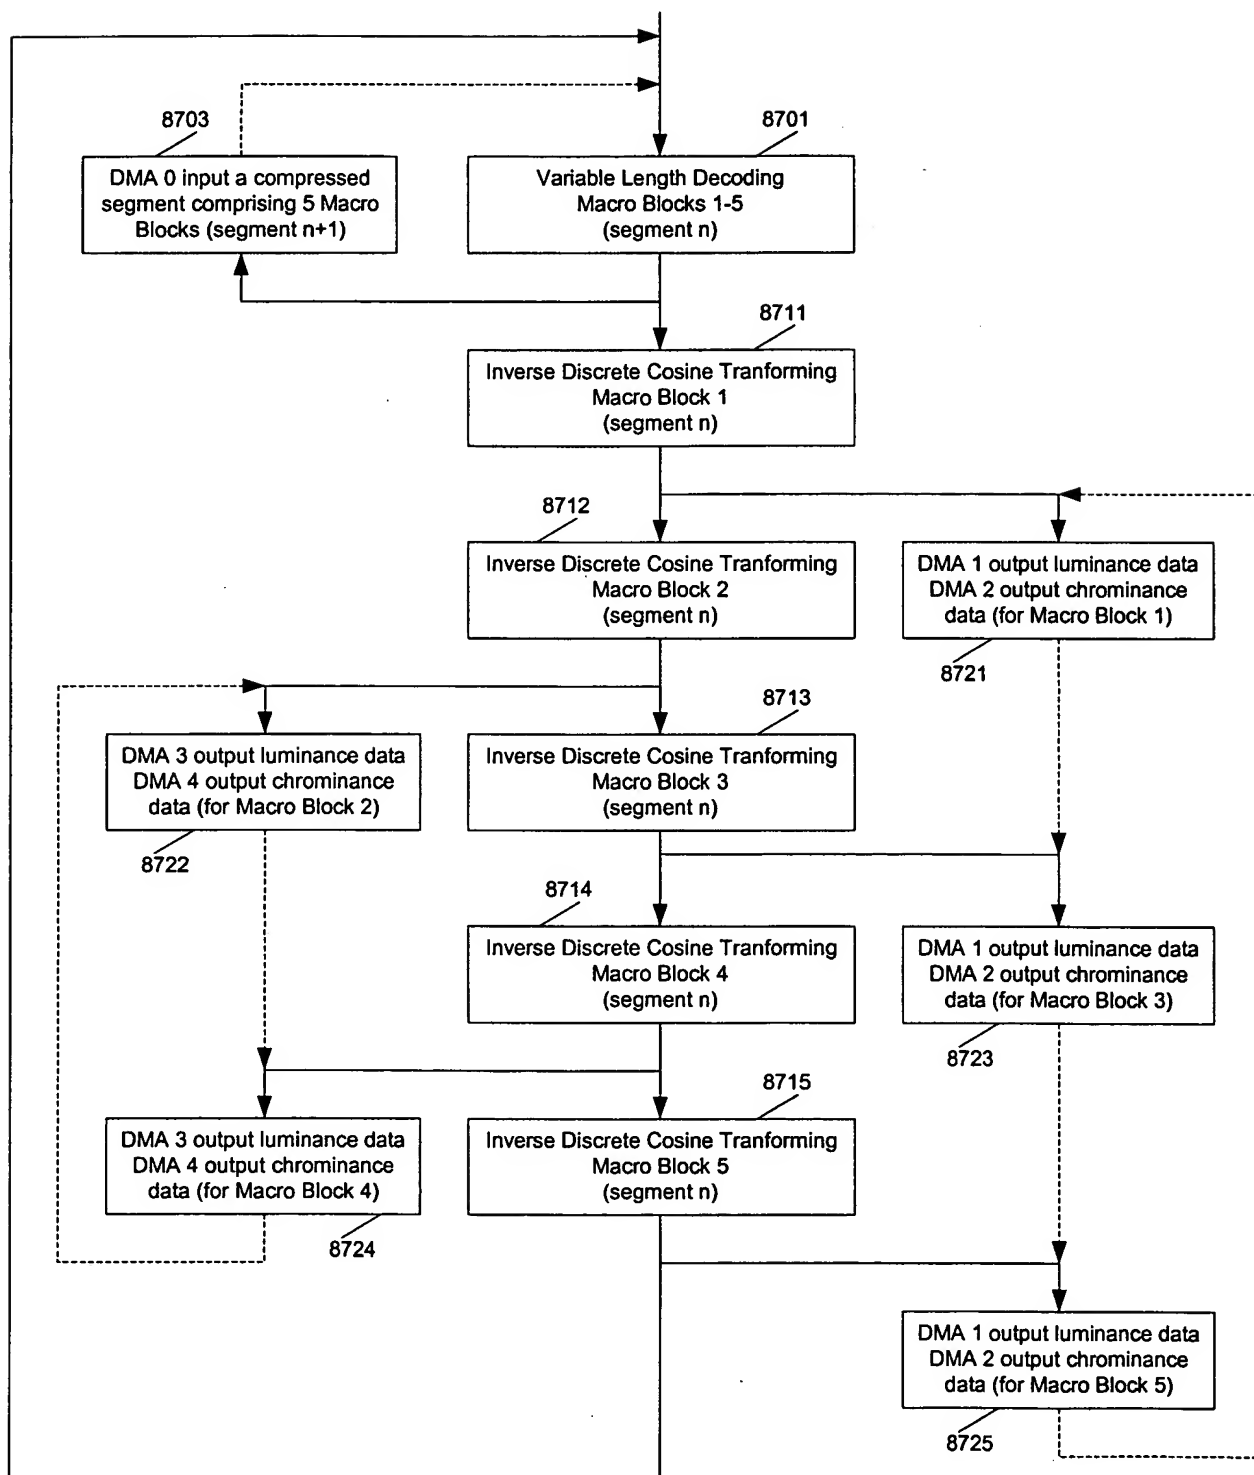 8703
8701
DMA 0 input a compressed
segment comprising 5 Macro
Blocks (segment n+1)
Variable Length Decoding
Macro Blocks 1-5
(segment n)
8711
Inverse Discrete Cosine Tranforming
Macro Block 1
(segment n)
8712
Inverse Discrete Cosine Tranforming
Macro Block 2
(segment n)
DMA 1 output luminance data
DMA 2 output chrominance
data (for Macro Block 1)
8721
8713
DMA 3 output luminance data
DMA 4 output chrominance
data (for Macro Block 2)
8722
Inverse Discrete Cosine Tranforming
Macro Block 3
(segment n)
8714
Inverse Discrete Cosine Tranforming
Macro Block 4
(segment n)
DMA 1 output luminance data
DMA 2 output chrominance
data (for Macro Block 3)
8723
8715
DMA 3 output luminance data
DMA 4 output chrominance
data (for Macro Block 4)
8724
Inverse Discrete Cosine Tranforming
Macro Block 5
(segment n)
DMA 1 output luminance data
DMA 2 output chrominance
data (for Macro Block 5)
8725